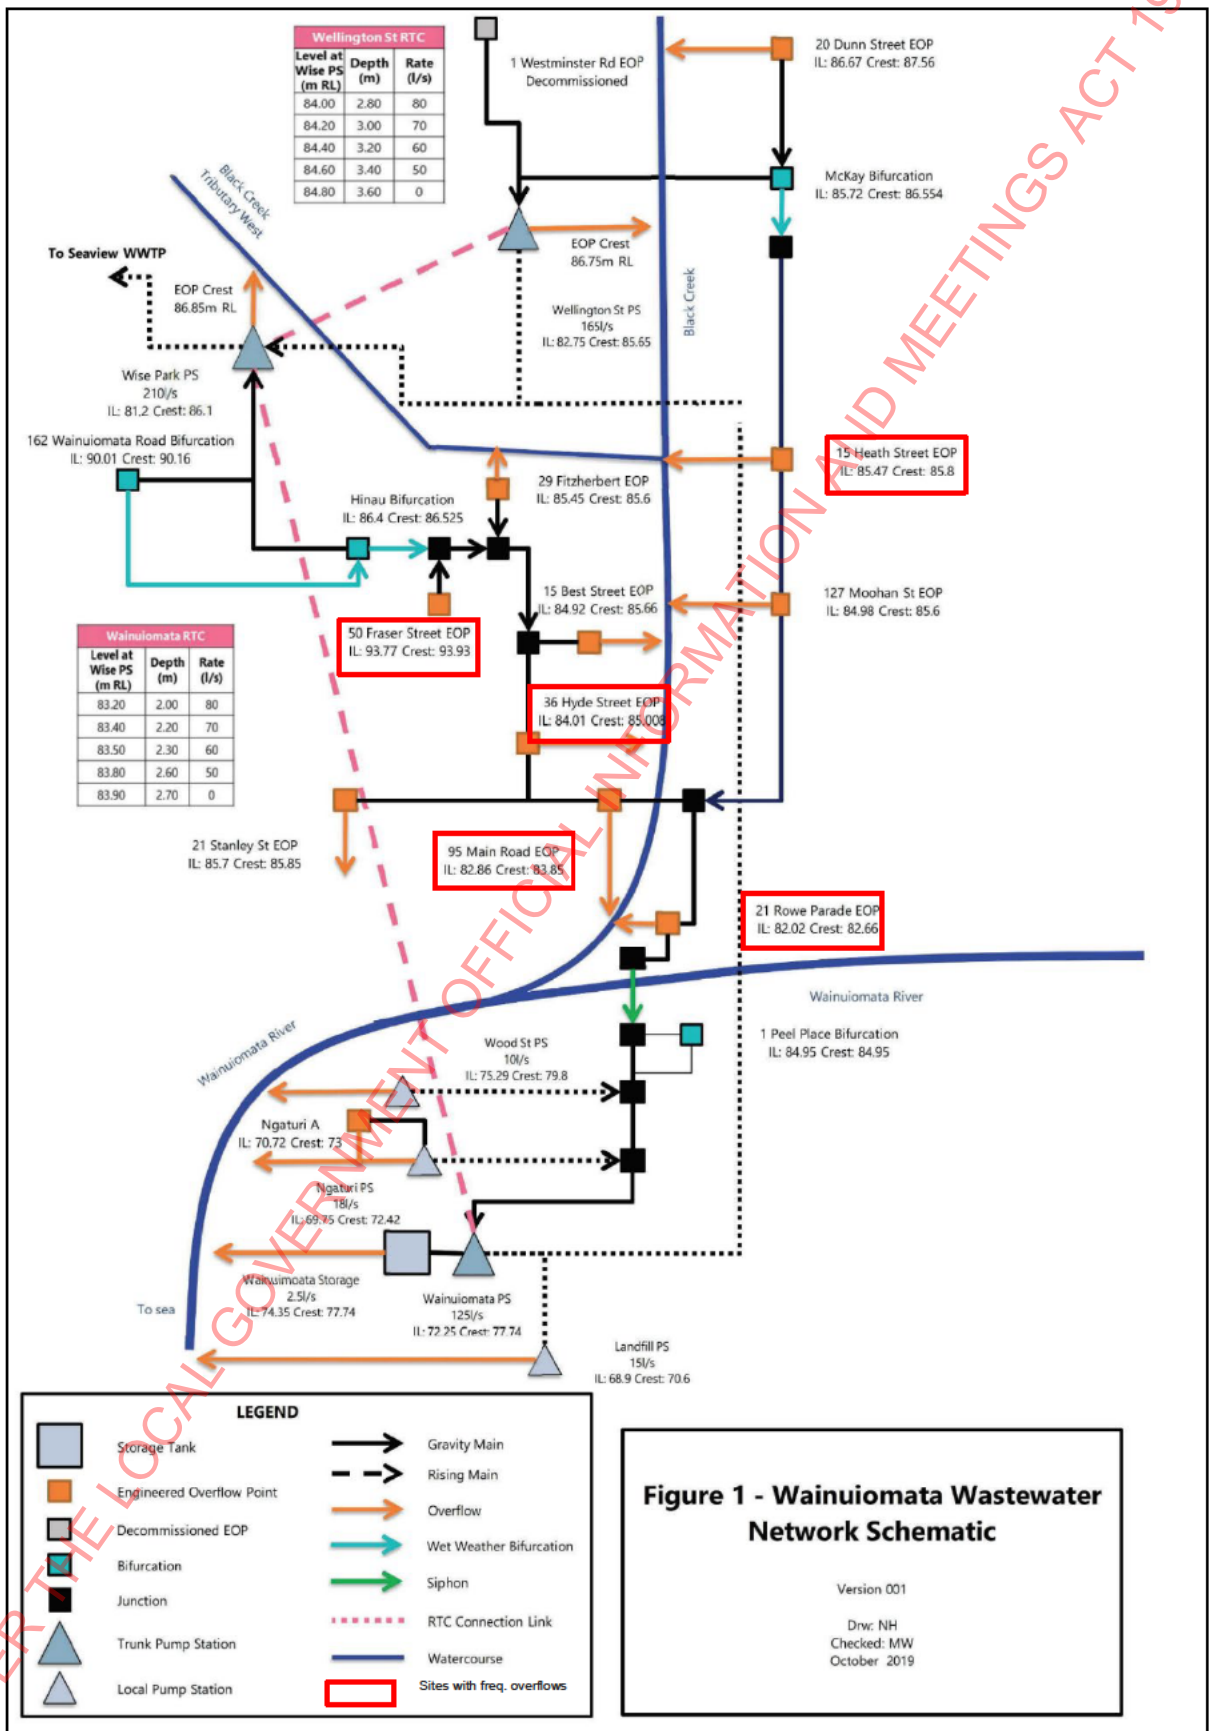 Wellington St RTC
Level at Wise PS (m RL) Depth (m) Rate (l/s)
84.00 2.80 80
84.20 3.00 70
84.40 3.20 60
84.60 3.40 50
84.80 3.60 0
1 Westminster Rd EOP
Decommissioned
20 Dunn Street EOP
IL: 86.67 Crest: 87.56
McKay Bifurcation
IL: 85.72 Crest: 86.554
Black Creek
Tributary West
To Seaview WWTP
EOP Crest
86.85m RL
EOP Crest
86.75m RL
Wellington St PS
165l/s
IL: 82.75 Crest: 85.65
Black Creek
Wise Park PS
210l/s
IL: 81.2 Crest: 86.1
162 Wainuiomata Road Bifurcation
IL: 90.01 Crest: 90.16
Hinau Bifurcation
IL: 86.4 Crest: 86.525
29 Fitzherbert EOP
IL: 85.45 Crest: 85.6
15 Heath Street EOP
IL: 85.47 Crest: 85.8
15 Best Street EOP
IL: 84.92 Crest: 85.66
127 Moohan St EOP
IL: 84.98 Crest: 85.6
50 Fraser Street EOP
IL: 93.77 Crest: 93.93
Wainuiomata RTC
Level at Wise PS (m RL) Depth (m) Rate (l/s)
83.20 2.00 80
83.40 2.20 70
83.50 2.30 60
83.80 2.60 50
83.90 2.70 0
36 Hyde Street EOP
IL: 84.01 Crest: 85.008
21 Stanley St EOP
IL: 85.7 Crest: 85.85
95 Main Road EOP
IL: 82.86 Crest: 83.85
21 Rowe Parade EOP
IL: 82.02 Crest: 82.66
Wainuiomata River
Wainuiomata River
1 Peel Place Bifurcation
IL: 84.95 Crest: 84.95
Wood St PS
10l/s
IL: 75.29 Crest: 79.8
Ngaturi A
IL: 70.72 Crest: 73
Ngaturi PS
18l/s
IL: 69.75 Crest: 72.42
Wainuimoata Storage
2.5l/s
IL: 74.35 Crest: 77.74
To sea
Wainuiomata PS
125l/s
IL: 72.25 Crest: 77.74
Landfill PS
15l/s
IL: 68.9 Crest: 70.6
LEGEND
Storage Tank
Engineered Overflow Point
Decommissioned EOP
Bifurcation
Junction
Trunk Pump Station
Local Pump Station
Gravity Main
Rising Main
Overflow
Wet Weather Bifurcation
Siphon
RTC Connection Link
Watercourse
Sites with freq. overflows
Figure 1 - Wainuiomata Wastewater
Network Schematic
Version 001
Drw: NH
Checked: MW
October 2019
ER THE LOCAL GOVERNMENT OFFICIAL INFORMATION AND MEETINGS ACT 19